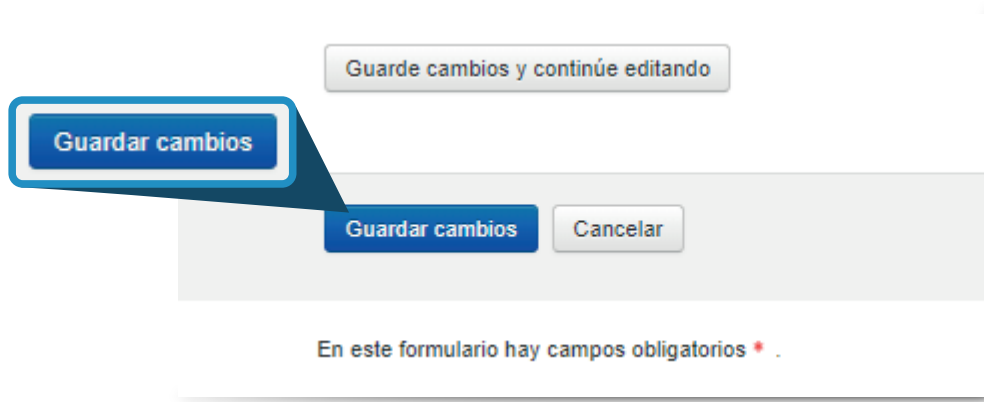 Guarde cambios y continúe editando
Guardar cambios
Guardar cambios Cancelar
En este formulario hay campos obligatorios * .